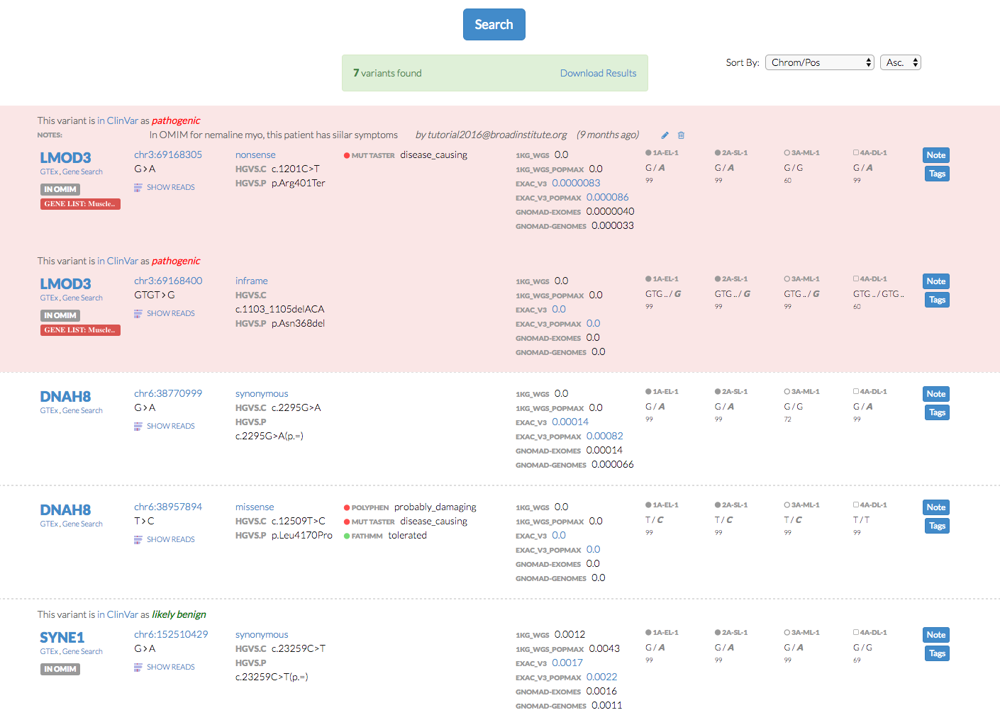 Search
7 variants found Download Results
Sort By: Chrom/Pos Asc.
This variant is in ClinVar as pathogenic
NOTES: In OMIM for nemaline myo, this patient has siilar symptoms by tutorial2016@broadinstitute.org (9 months ago)
LMOD3 chr3:69168305 nonsense MUT TASTER disease_causing 1KG_WGS 0.0 1A-EL-1 2A-SL-1 3A-ML-1 4A-DL-1 Note
GTEx , Gene Search G > A HGVS.C c.1201C>T 1KG_WGS_POPMAX 0.0 G / A G / A G / G G / A Tags
IN OMIM SHOW READS HGVS.P p.Arg401Ter EXAC_V3 0.0000083 99 99 60 99
GENE LIST: Muscle.. EXAC_V3_POPMAX 0.000086
GNOMAD-EXOMES 0.0000040
GNOMAD-GENOMES 0.000033
This variant is in ClinVar as pathogenic
LMOD3 chr3:69168400 inframe 1KG_WGS 0.0 1A-EL-1 2A-SL-1 3A-ML-1 4A-DL-1 Note
GTEx , Gene Search GTGT > G HGVS.C 1KG_WGS_POPMAX 0.0 GTG .. / G GTG .. / G GTG .. / G GTG .. / GTG .. Tags
IN OMIM SHOW READS c.1103_1105delACA EXAC_V3 0.0 99 99 99 60
GENE LIST: Muscle.. HGVS.P p.Asn368del EXAC_V3_POPMAX 0.0
GNOMAD-EXOMES 0.0
GNOMAD-GENOMES 0.0
DNAH8 chr6:38770999 synonymous 1KG_WGS 0.0 1A-EL-1 2A-SL-1 3A-ML-1 4A-DL-1 Note
GTEx , Gene Search G > A HGVS.C c.2295G>A 1KG_WGS_POPMAX 0.0 G / A G / A G / G G / A Tags
SHOW READS HGVS.P EXAC_V3 0.00014 99 99 72 99
c.2295G>A(p.=) EXAC_V3_POPMAX 0.00082
GNOMAD-EXOMES 0.00014
GNOMAD-GENOMES 0.000066
DNAH8 chr6:38957894 missense POLYPHEN probably_damaging 1KG_WGS 0.0 1A-EL-1 2A-SL-1 3A-ML-1 4A-DL-1 Note
GTEx , Gene Search T > C HGVS.C c.12509T>C MUT TASTER disease_causing 1KG_WGS_POPMAX 0.0 T / C T / C T / C T / T Tags
SHOW READS HGVS.P p.Leu4170Pro FATHMM tolerated EXAC_V3 0.0 99 99 99 99
EXAC_V3_POPMAX 0.0
GNOMAD-EXOMES 0.0
GNOMAD-GENOMES 0.0
This variant is in ClinVar as likely benign
SYNE1 chr6:152510429 synonymous 1KG_WGS 0.0012 1A-EL-1 2A-SL-1 3A-ML-1 4A-DL-1 Note
GTEx , Gene Search G > A HGVS.C c.23259C>T 1KG_WGS_POPMAX 0.0043 G / A G / A G / A G / G Tags
IN OMIM SHOW READS HGVS.P EXAC_V3 0.0017 99 99 99 69
c.23259C>T(p.=) EXAC_V3_POPMAX 0.0022
GNOMAD-EXOMES 0.0016
GNOMAD-GENOMES 0.0011